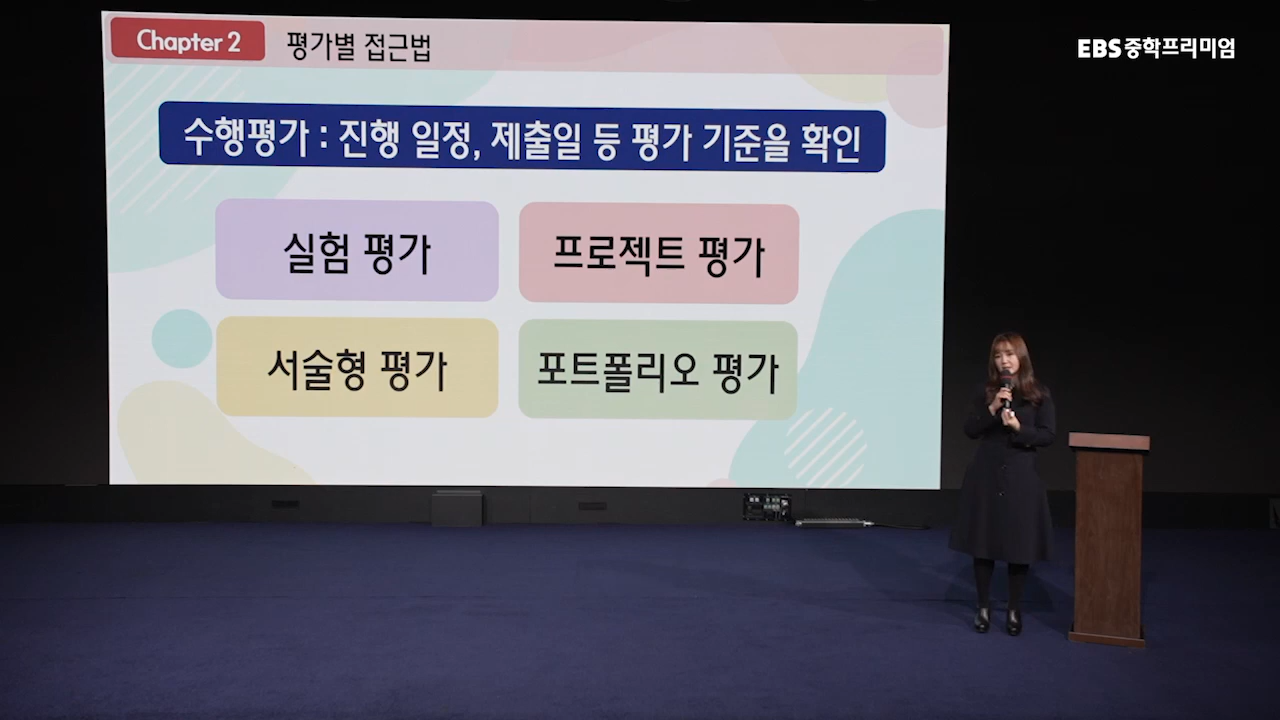 Chapter 2 평가별 접근법
EBS 중학프리미엄
수행평가 : 진행 일정, 제출일 등 평가 기준을 확인
실험 평가
프로젝트 평가
서술형 평가
포트폴리오 평가